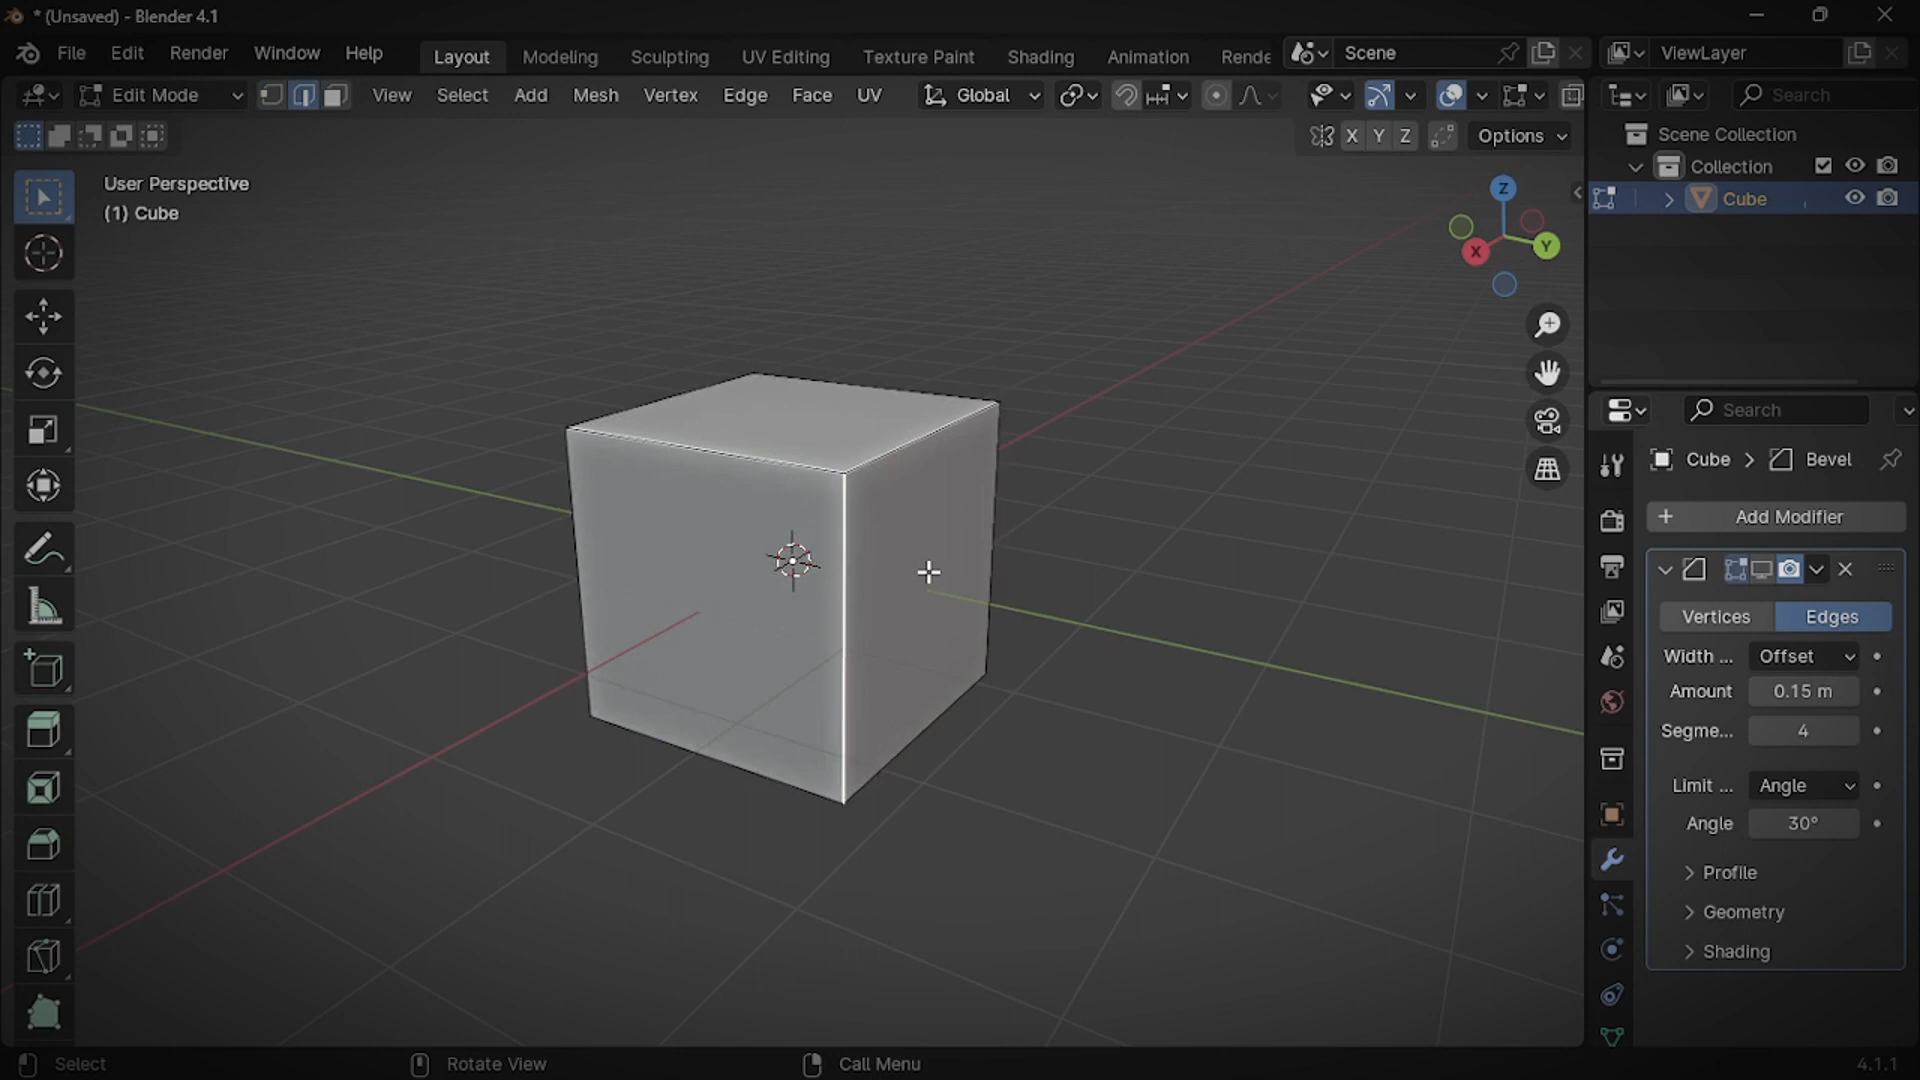 * (Unsaved) - Blender 4.1
File Edit Render Window Help Layout Modeling Sculpting UV Editing Texture Paint Shading Animation Rende Scene ViewLayer
Edit Mode View Select Add Mesh Vertex Edge Face UV Global Search
X Y Z Options
Scene Collection
Collection
Cube
User Perspective
(1) Cube
Z
Y
X
Search
Cube > Bevel
+ Add Modifier
Vertices Edges
Width ... Offset
Amount 0.15 m
Segme... 4
Limit ... Angle
Angle 30°
Profile
Geometry
Shading
Select Rotate View Call Menu 4.1.1